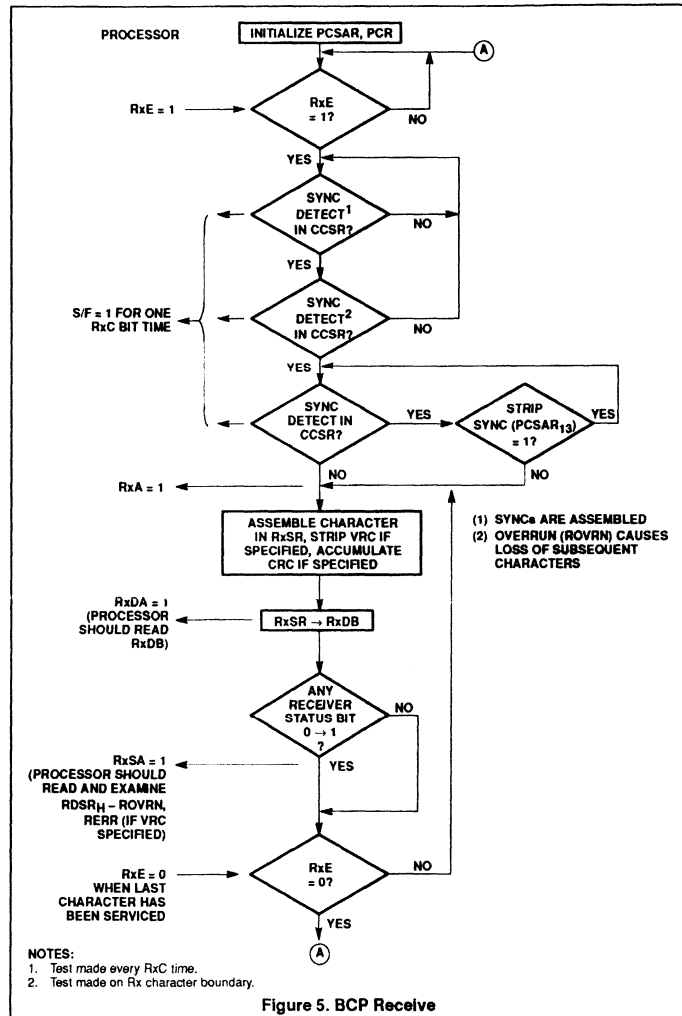 PROCESSOR
INITIALIZE PCSAR, PCR
A
RxE = 1
RxE
= 1?
NO
YES
SYNC
DETECT1
IN CCSR?
NO
YES
S/F = 1 FOR ONE
RxC BIT TIME
SYNC
DETECT2
IN CCSR?
NO
YES
SYNC
DETECT IN
CCSR?
YES
STRIP
SYNC (PCSAR13)
= 1?
YES
NO
NO
RxA = 1
ASSEMBLE CHARACTER
IN RxSR, STRIP VRC IF
SPECIFIED, ACCUMULATE
CRC IF SPECIFIED
(1) SYNCs ARE ASSEMBLED
(2) OVERRUN (ROVRN) CAUSES
LOSS OF SUBSEQUENT
CHARACTERS
RxDA = 1
(PROCESSOR
SHOULD READ
RxDB)
RxSR → RxDB
ANY
RECEIVER
STATUS BIT
0 → 1
?
NO
YES
RxSA = 1
(PROCESSOR SHOULD
READ AND EXAMINE
RDSRH – ROVRN,
RERR (IF VRC
SPECIFIED)
RxE = 0
WHEN LAST
CHARACTER HAS
BEEN SERVICED
RxE
= 0?
NO
YES
A
NOTES:
1. Test made every RxC time.
2. Test made on Rx character boundary.
Figure 5. BCP Receive